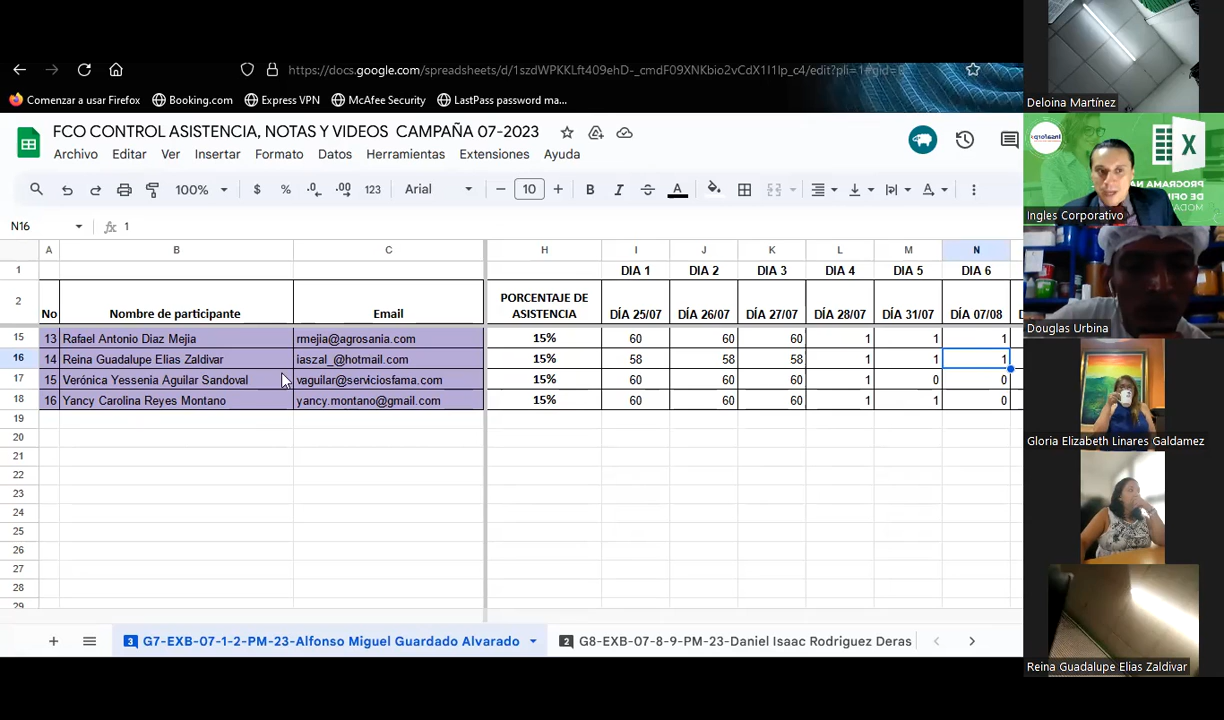 https://docs.google.com/spreadsheets/d/1szdWPKKLft409ehD-_cmdF09XNKbio2vCdX1I1Ip_c4/edit?pli=1#gid=
Comenzar a usar Firefox Booking.com Express VPN McAfee Security LastPass password ma...
FCO CONTROL ASISTENCIA, NOTAS Y VIDEOS CAMPAÑA 07-2023
Archivo Editar Ver Insertar Formato Datos Herramientas Extensiones Ayuda
100% $ % .0 .00 123 Arial 10 B I A
N16 fx 1
A B C H I J K L M N
1 DIA 1 DIA 2 DIA 3 DIA 4 DIA 5 DIA 6
2 No Nombre de participante Email PORCENTAJE DE ASISTENCIA DÍA 25/07 DÍA 26/07 DÍA 27/07 DÍA 28/07 DÍA 31/07 DÍA 07/08
15 13 Rafael Antonio Diaz Mejia rmejia@agrosania.com 15% 60 60 60 1 1 1
16 14 Reina Guadalupe Elias Zaldivar iaszal_@hotmail.com 15% 58 58 58 1 1 1
17 15 Verónica Yessenia Aguilar Sandoval vaguilar@serviciosfama.com 15% 60 60 60 1 0 0
18 16 Yancy Carolina Reyes Montano yancy.montano@gmail.com 15% 60 60 60 1 1 0
19
20
21
22
23
24
25
26
27
28
29
3 G7-EXB-07-1-2-PM-23-Alfonso Miguel Guardado Alvarado 2 G8-EXB-07-8-9-PM-23-Daniel Isaac Rodriguez Deras
Deloina Martínez
Insaforp
X
PROGRAMA NA
DE OFI
MODA
Ingles Corporativo
Douglas Urbina
Gloria Elizabeth Linares Galdamez
Reina Guadalupe Elias Zaldivar